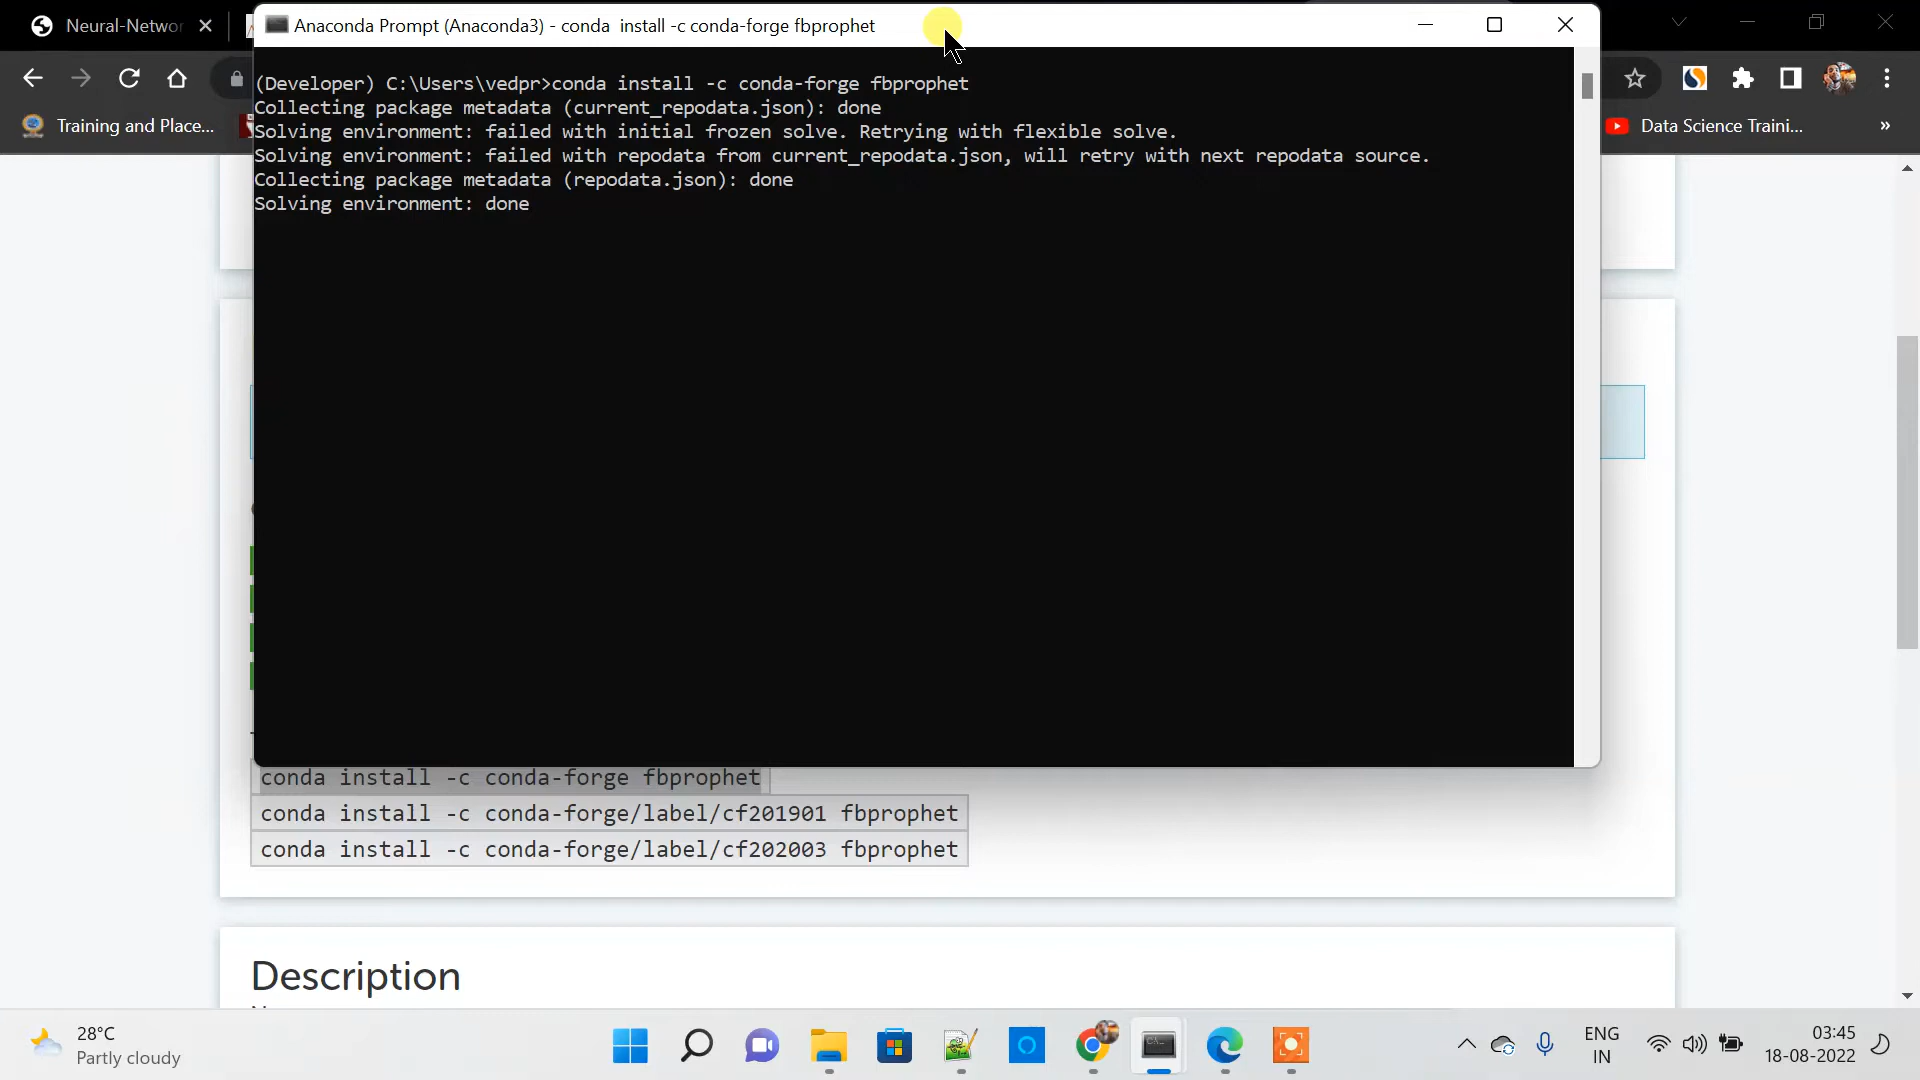 Neural-Netwo
Anaconda Prompt (Anaconda3) - conda  install -c conda-forge fbprophet
(Developer) C:\Users\vedpr>conda install -c conda-forge fbprophet
Collecting package metadata (current_repodata.json): done
Solving environment: failed with initial frozen solve. Retrying with flexible solve.
Solving environment: failed with repodata from current_repodata.json, will retry with next repodata source.
Collecting package metadata (repodata.json): done
Solving environment: done
Training and Place...
Data Science Traini...
»
conda install -c conda-forge fbprophet
conda install -c conda-forge/label/cf201901 fbprophet
conda install -c conda-forge/label/cf202003 fbprophet
Description
28°C
Partly cloudy
ENG
IN
03:45
18-08-2022